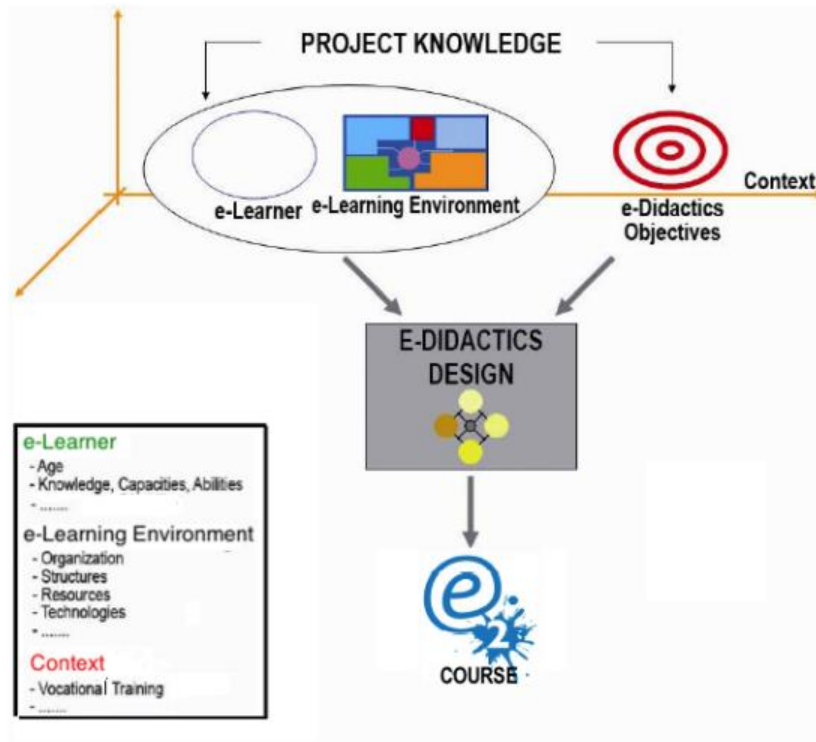 PROJECT KNOWLEDGE
e-Learner
e-Learning Environment
Context
e-Didactics
Objectives
E-DIDACTICS
DESIGN
e-Learner
- Age
- Knowledge, Capacities, Abilities
- .......
e-Learning Environment
- Organization
- Structures
- Resources
- Technologies
- .......
Context
- Vocational Training
- .......
e
2
COURSE